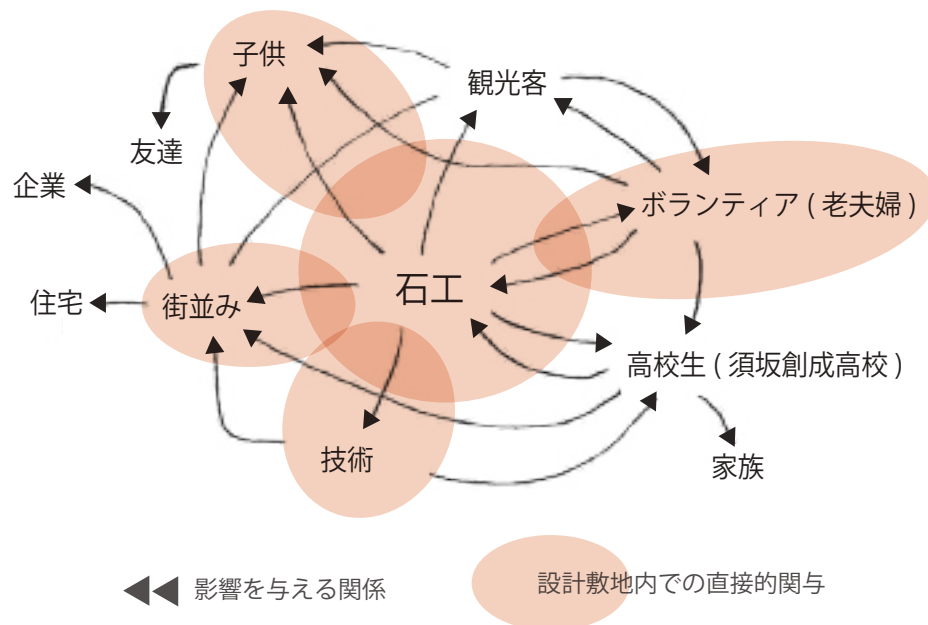 子供
観光客
友達
企業
ボランティア ( 老夫婦 )
石工
住宅
街並み
高校生 ( 須坂創成高校 )
技術
家族
影響を与える関係
設計敷地内での直接的関与